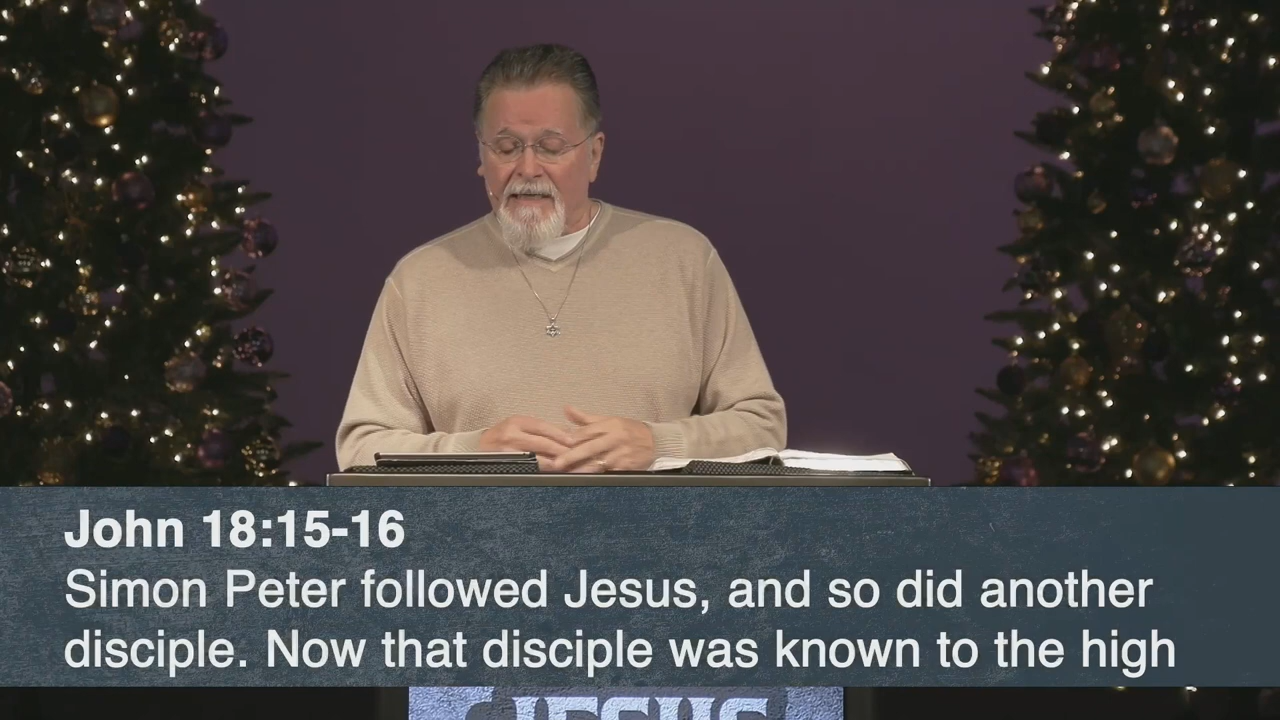 John 18:15-16
Simon Peter followed Jesus, and so did another
disciple. Now that disciple was known to the high
JESUS